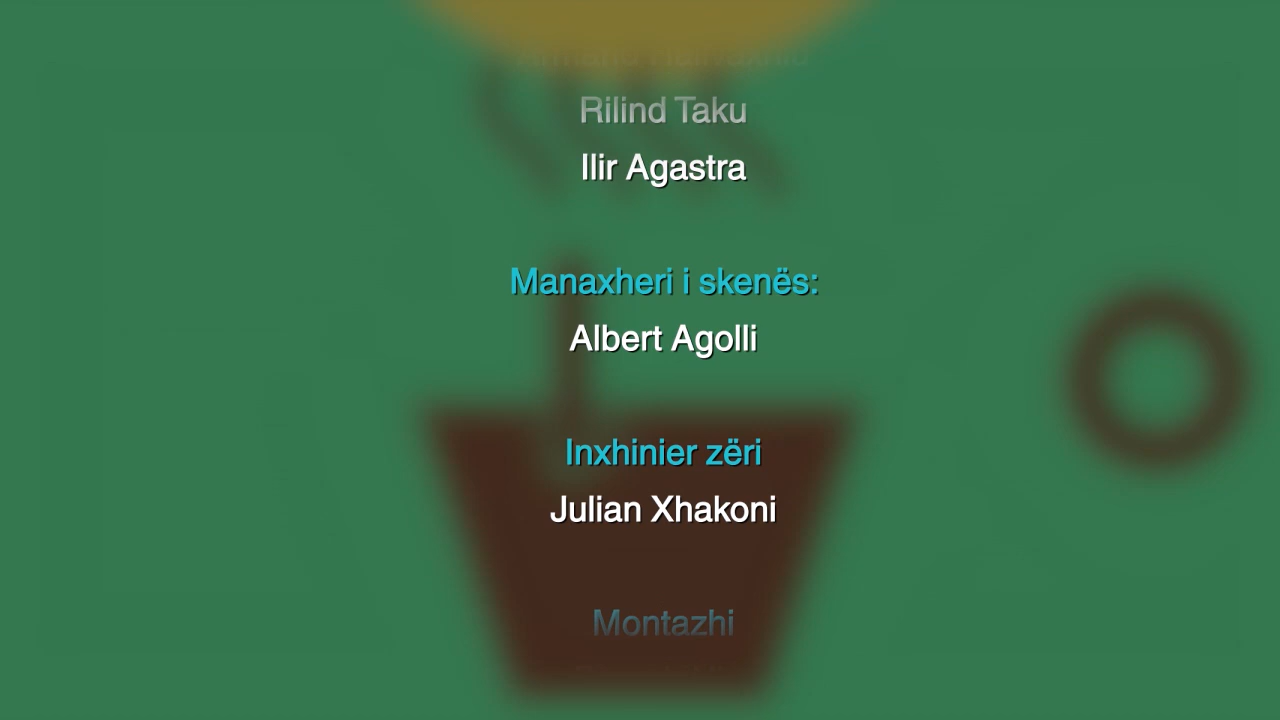 Rilind Taku
Ilir Agastra
Manaxheri i skenës:
Albert Agolli
Inxhinier zëri
Julian Xhakoni
Montazhi